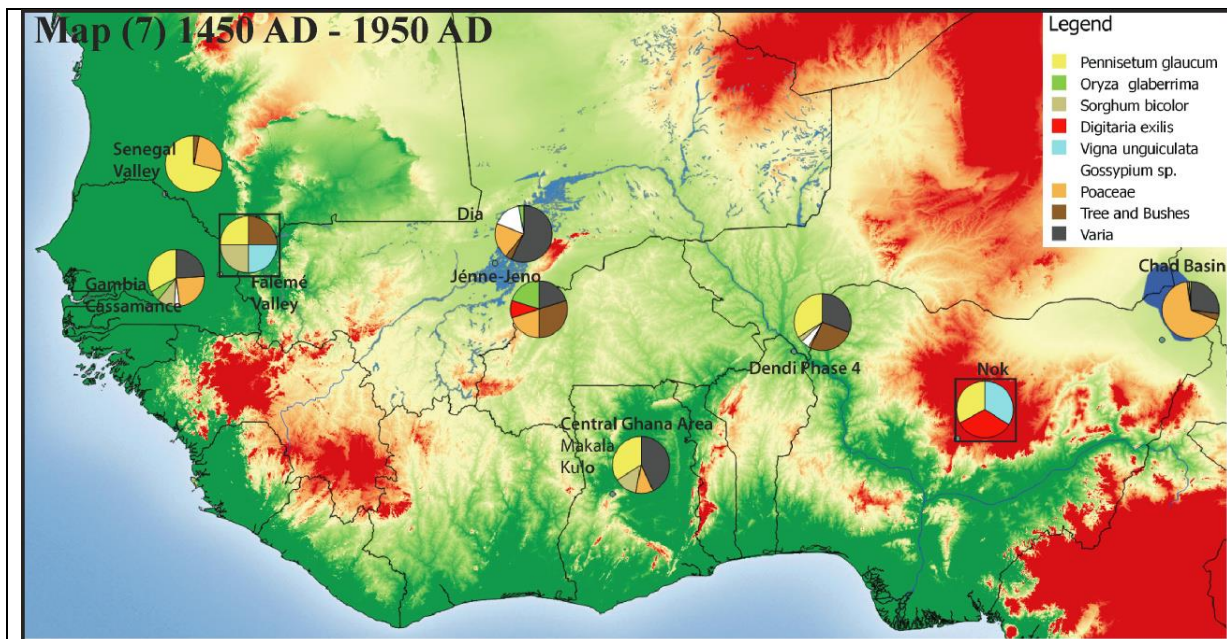 Map (7) 1450 AD - 1950 AD
Legend
Pennisetum glaucum
Oryza glaberrima
Sorghum bicolor
Digitaria exilis
Vigna unguiculata
Gossypium sp.
Poaceae
Tree and Bushes
Varia
Senegal
Valley
Dia
Jénne-Jeno
Gambia
Cassamance
Falémé
Valley
Chad Basin
Dendi Phase 4
Nok
Central Ghana Area
Makala
Kulo